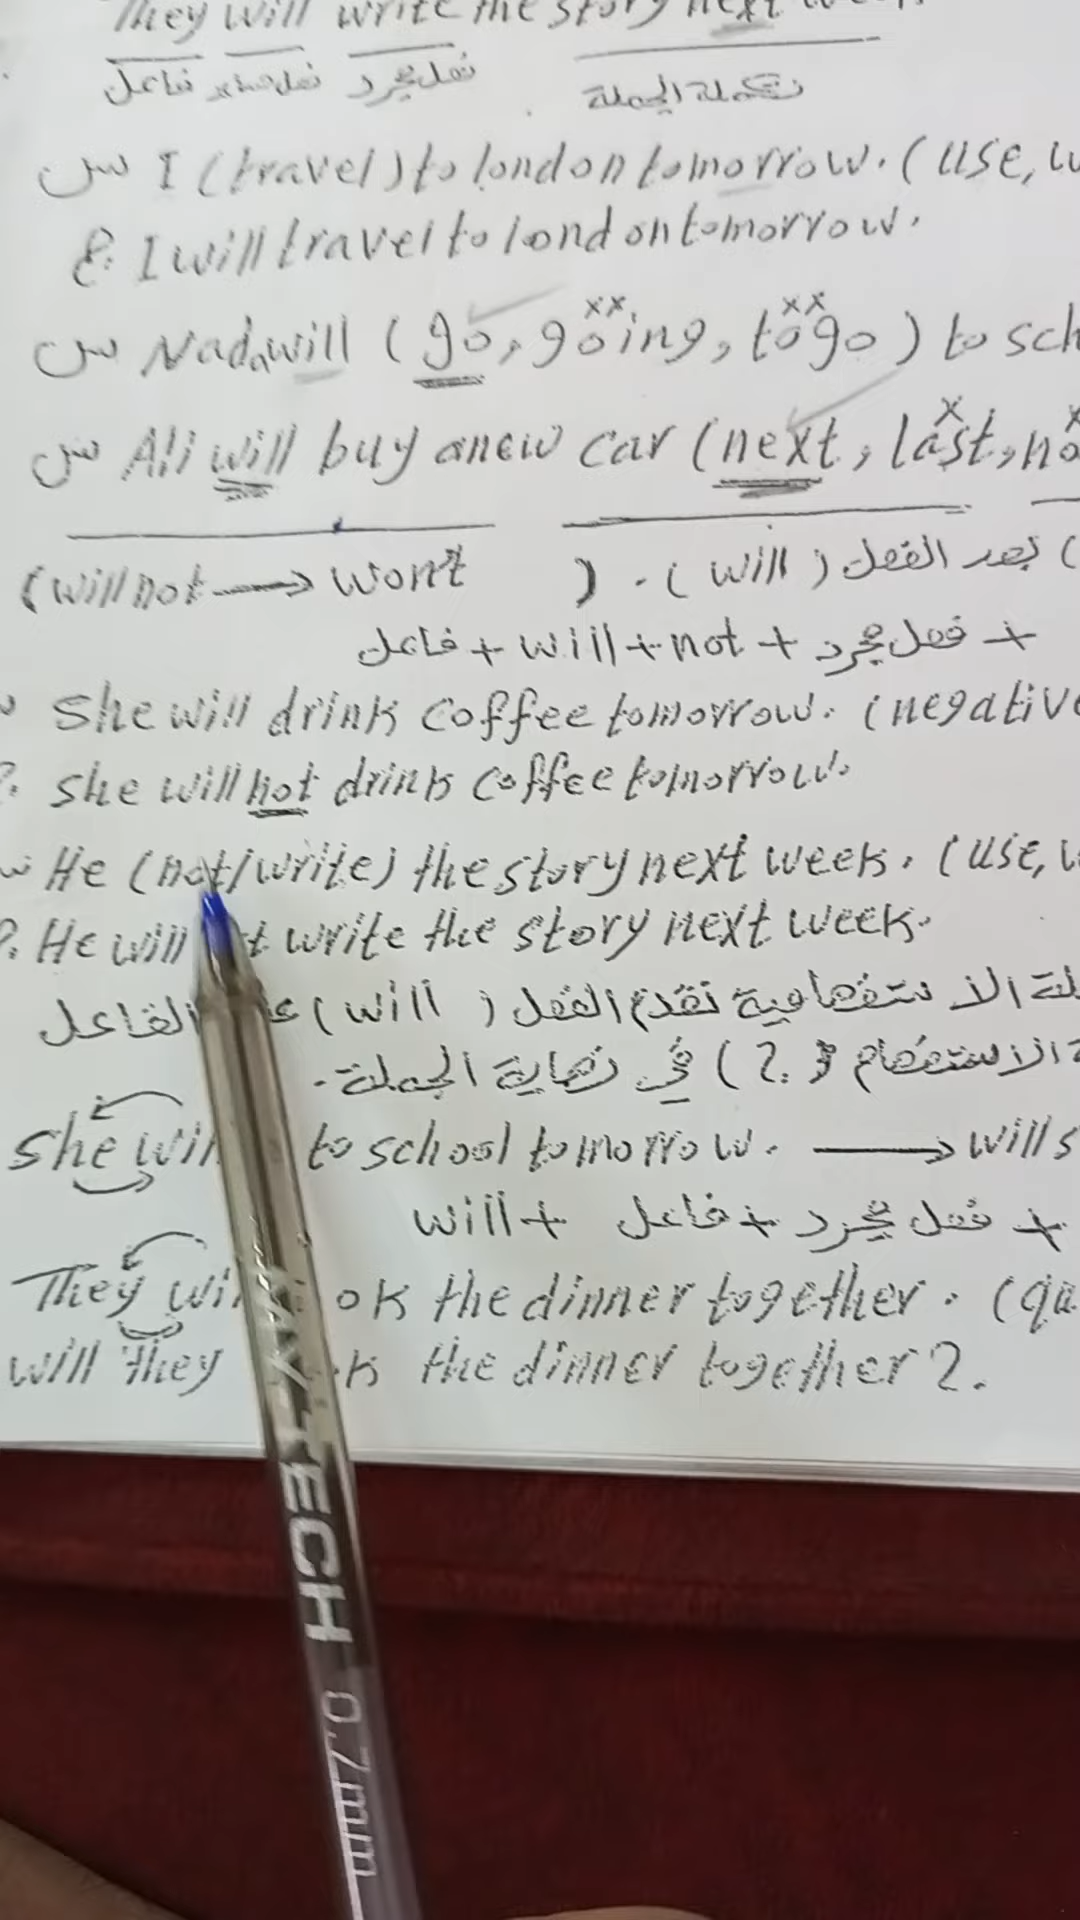 They will write the story next week.
فاعل فعل مساعد فعل مجرد تكملة الجملة
س I (travel) to london tomorrow. (use, w
ج: I will travel to london tomorrow.
س Nada will (go, going, to go) to sch
س Ali will buy a new car (next, last, no
) بعد الفعل (will). (will not → won't)
فاعل + will + not + فعل مجرد +
She will drink coffee tomorrow. (negative
She will not drink coffee tomorrow.
He (not/write) the story next week. (use, w
He will write the story next week.
الاستفهامية نقدم الفعل (will) الفاعل
الاستفهام (?) في نهاية الجملة.
She to school tomorrow. → will s
will + فاعل + فعل مجرد +
They the dinner together. (qu
will they the dinner together?
MY-TECH 0.7mm